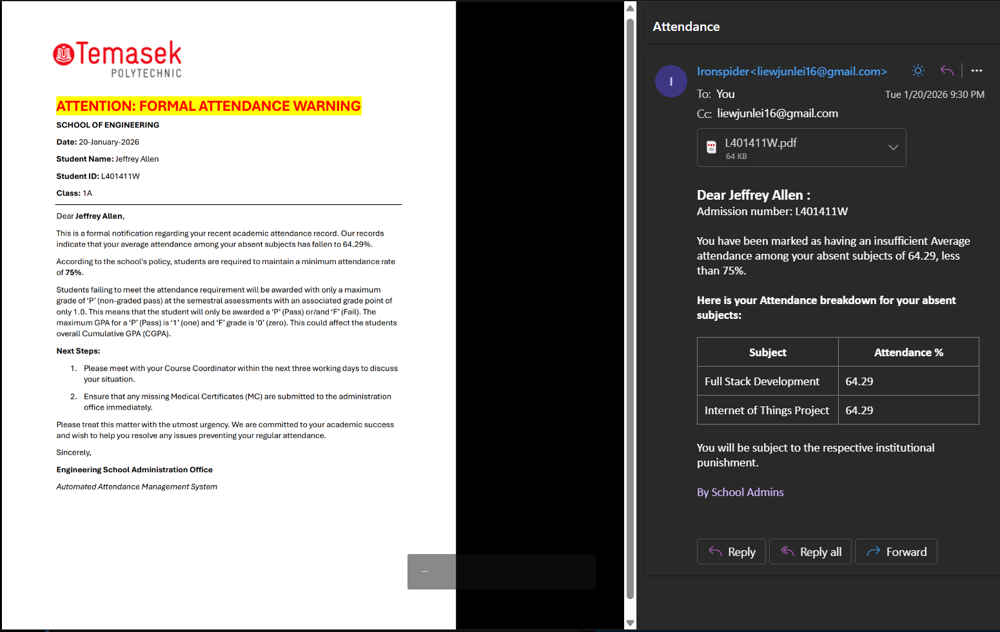 Temasek
POLYTECHNIC
ATTENTION: FORMAL ATTENDANCE WARNING
SCHOOL OF ENGINEERING
Date: 20-January-2026
Student Name: Jeffrey Allen
Student ID: L401411W
Class: 1A
Dear Jeffrey Allen,
This is a formal notification regarding your recent academic attendance record. Our records
indicate that your average attendance among your absent subjects has fallen to 64.29%.
According to the school's policy, students are required to maintain a minimum attendance rate
of 75%.
Students failing to meet the attendance requirement will be awarded with only a maximum
grade of ‘P’ (non-graded pass) at the semestral assessments with an associated grade point of
only 1.0. This means that the student will only be awarded a ‘P’ (Pass) or/and ‘F’ (Fail). The
maximum GPA for a ‘P’ (Pass) is ‘1’ (one) and ‘F’ grade is ‘0’ (zero). This could affect the students
overall Cumulative GPA (CGPA).
Next Steps:
1. Please meet with your Course Coordinator within the next three working days to discuss
your situation.
2. Ensure that any missing Medical Certificates (MC) are submitted to the administration
office immediately.
Please treat this matter with the utmost urgency. We are committed to your academic success
and wish to help you resolve any issues preventing your regular attendance.
Sincerely,
Engineering School Administration Office
Automated Attendance Management System
...
Attendance
I
Ironspider<liewjunlei16@gmail.com>
To: You
Tue 1/20/2026 9:30 PM
Cc: liewjunlei16@gmail.com
PDF
L401411W.pdf
64 KB
Dear Jeffrey Allen :
Admission number: L401411W
You have been marked as having an insufficient Average
attendance among your absent subjects of 64.29, less
than 75%.
Here is your Attendance breakdown for your absent
subjects:
Subject Attendance %
Full Stack Development 64.29
Internet of Things Project 64.29
You will be subject to the respective institutional
punishment.
By School Admins
Reply Reply all Forward